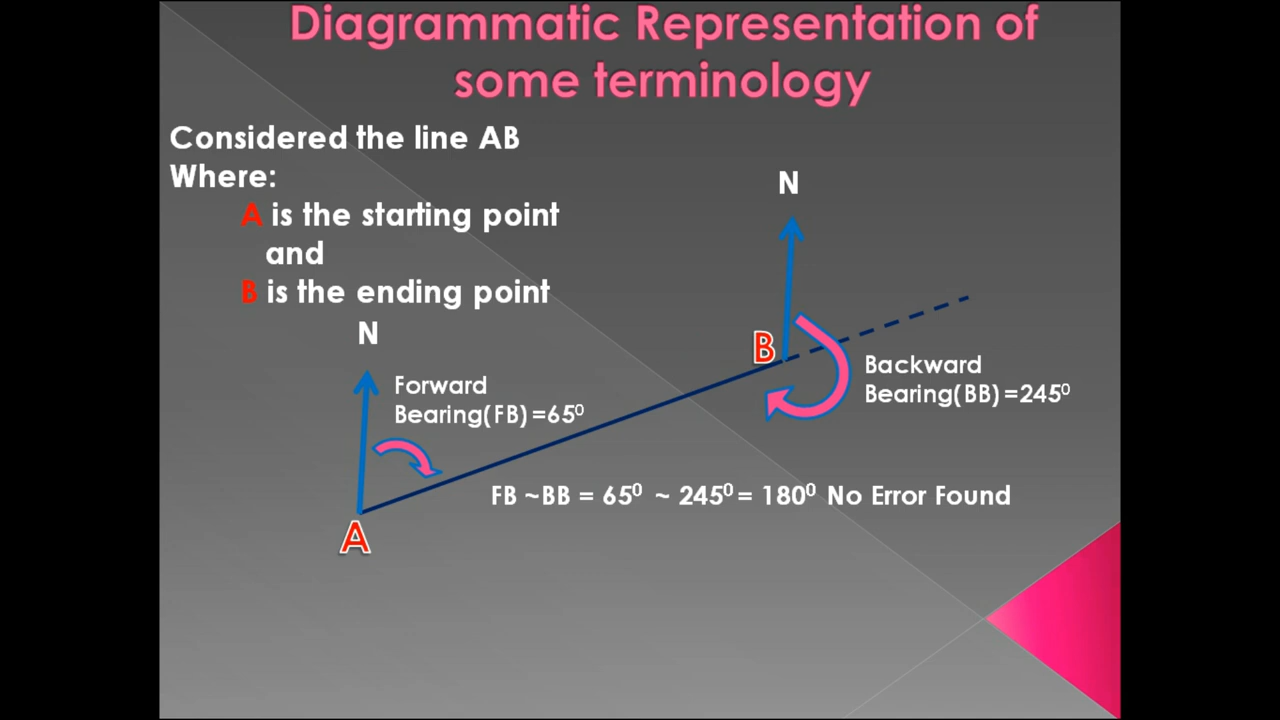 Diagrammatic Representation of
some terminology
Considered the line AB
Where:
A is the starting point
and
B is the ending point
N
N
B
Forward
Bearing(FB)=65⁰
Backward
Bearing(BB)=245⁰
FB ~BB = 65⁰ ~ 245⁰= 180⁰ No Error Found
A